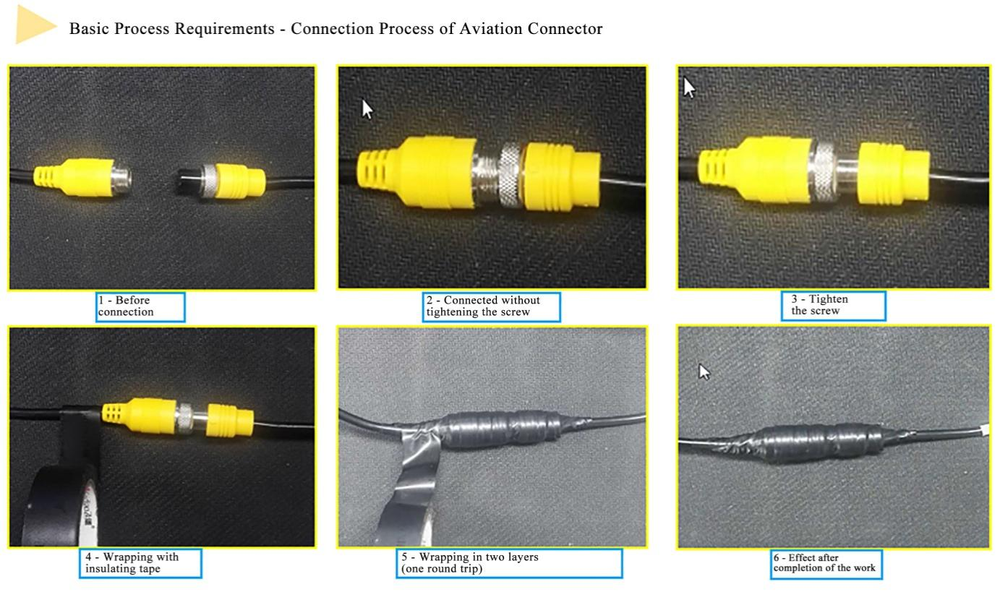 Basic Process Requirements - Connection Process of Aviation Connector
1 - Before
connection
2 - Connected without
tightening the screw
3 - Tighten
the screw
4 - Wrapping with
insulating tape
5 - Wrapping in two layers
(one round trip)
6 - Effect after
completion of the work